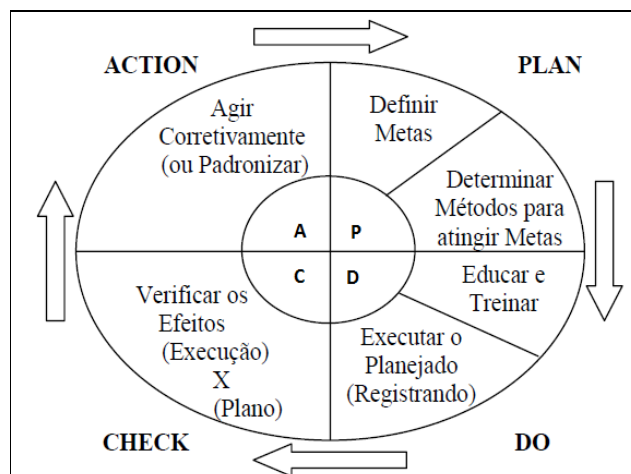 ACTION
PLAN
Agir
Corretivamente
(ou Padronizar)
Definir
Metas
Determinar
Métodos para
atingir Metas
A
P
C
D
Educar e
Treinar
Executar o
Planejado
(Registrando)
Verificar os
Efeitos
(Execução)
X
(Plano)
CHECK
DO